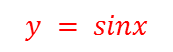 y = sinx